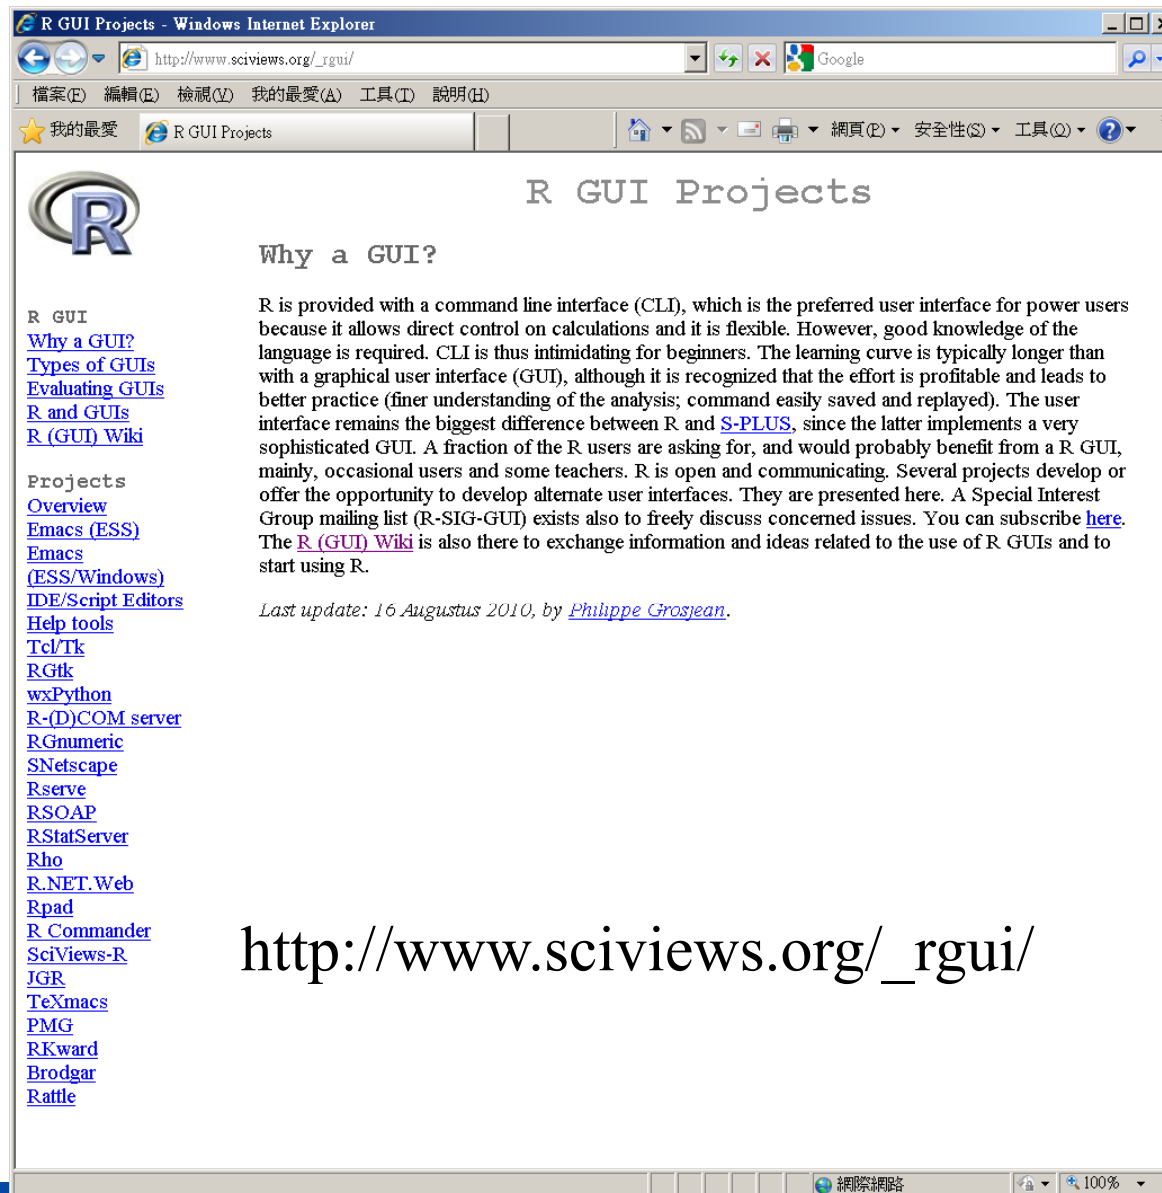 R GUI Projects - Windows Internet Explorer
http://www.sciviews.org/_rgui/
Google
檔案(F) 編輯(E) 檢視(V) 我的最愛(A) 工具(T) 說明(H)
我的最愛 R GUI Projects 網頁(P) 安全性(S) 工具(O)
R
R GUI Projects
Why a GUI?
R is provided with a command line interface (CLI), which is the preferred user interface for power users
because it allows direct control on calculations and it is flexible. However, good knowledge of the
language is required. CLI is thus intimidating for beginners. The learning curve is typically longer than
with a graphical user interface (GUI), although it is recognized that the effort is profitable and leads to
better practice (finer understanding of the analysis; command easily saved and replayed). The user
interface remains the biggest difference between R and S-PLUS, since the latter implements a very
sophisticated GUI. A fraction of the R users are asking for, and would probably benefit from a R GUI,
mainly, occasional users and some teachers. R is open and communicating. Several projects develop or
offer the opportunity to develop alternate user interfaces. They are presented here. A Special Interest
Group mailing list (R-SIG-GUI) exists also to freely discuss concerned issues. You can subscribe here.
The R (GUI) Wiki is also there to exchange information and ideas related to the use of R GUIs and to
start using R.
Last update: 16 Augustus 2010, by Philippe Grosjean.
R GUI
Why a GUI?
Types of GUIs
Evaluating GUIs
R and GUIs
R (GUI) Wiki
Projects
Overview
Emacs (ESS)
Emacs
(ESS/Windows)
IDE/Script Editors
Help tools
Tcl/Tk
RGtk
wxPython
R-(D)COM server
RGnumeric
SNetscape
Rserve
RSOAP
RStatServer
Rho
R.NET.Web
Rpad
R Commander
SciViews-R
JGR
TeXmacs
PMG
RKward
Brodgar
Rattle
http://www.sciviews.org/_rgui/
網際網路 100%